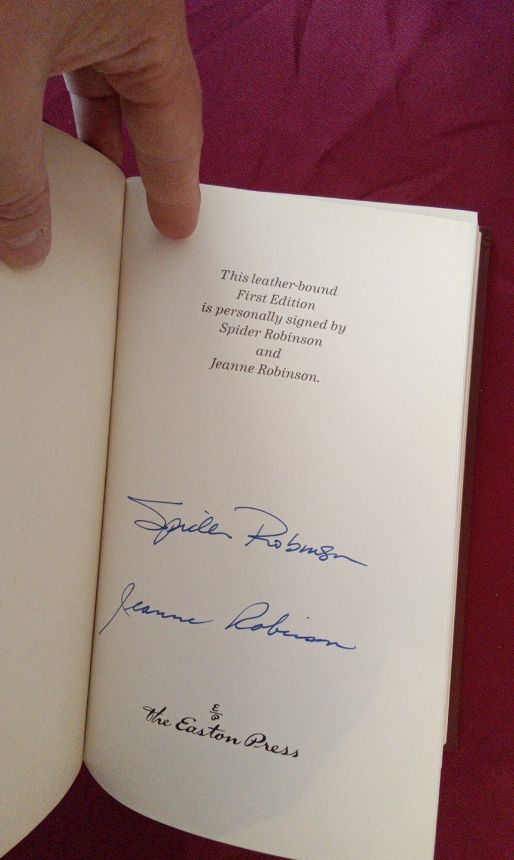 This leather-bound
First Edition
is personally signed by
Spider Robinson
and
Jeanne Robinson.
Spider Robinson
Jeanne Robinson
E
P
the Easton Press